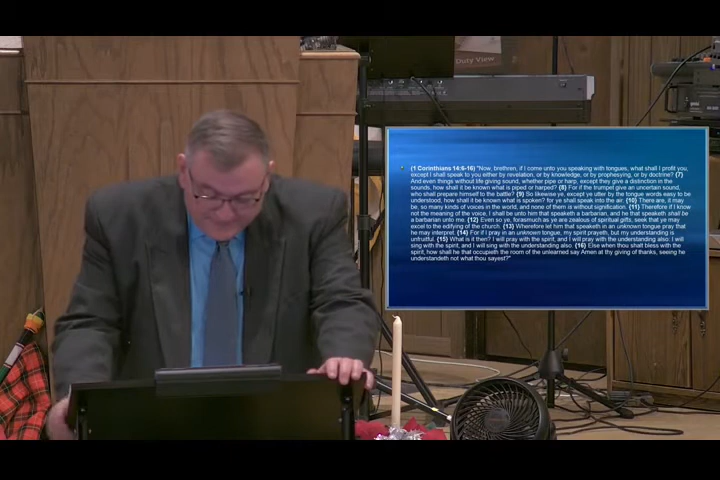 Duty View
(1 Corinthians 14:6-16) "Now, brethren, if I come unto you speaking with tongues, what shall I profit you,
except I shall speak to you either by revelation, or by knowledge, or by prophesying, or by doctrine? (7)
And even things without life giving sound, whether pipe or harp, except they give a distinction in the
sounds, how shall it be known what is piped or harped? (8) For if the trumpet give an uncertain sound,
who shall prepare himself to the battle? (9) So likewise ye, except ye utter by the tongue words easy to be
understood, how shall it be known what is spoken? for ye shall speak into the air. (10) There are, it may
be, so many kinds of voices in the world, and none of them is without signification. (11) Therefore if I know
not the meaning of the voice, I shall be unto him that speaketh a barbarian, and he that speaketh shall be
a barbarian unto me. (12) Even so ye, forasmuch as ye are zealous of spiritual gifts, seek that ye may
excel to the edifying of the church. (13) Wherefore let him that speaketh in an unknown tongue pray that
he may interpret. (14) For if I pray in an unknown tongue, my spirit prayeth, but my understanding is
unfruitful. (15) What is it then? I will pray with the spirit, and I will pray with the understanding also: I will
sing with the spirit, and I will sing with the understanding also. (16) Else when thou shalt bless with the
spirit, how shall he that occupieth the room of the unlearned say Amen at thy giving of thanks, seeing he
understandeth not what thou sayest?"